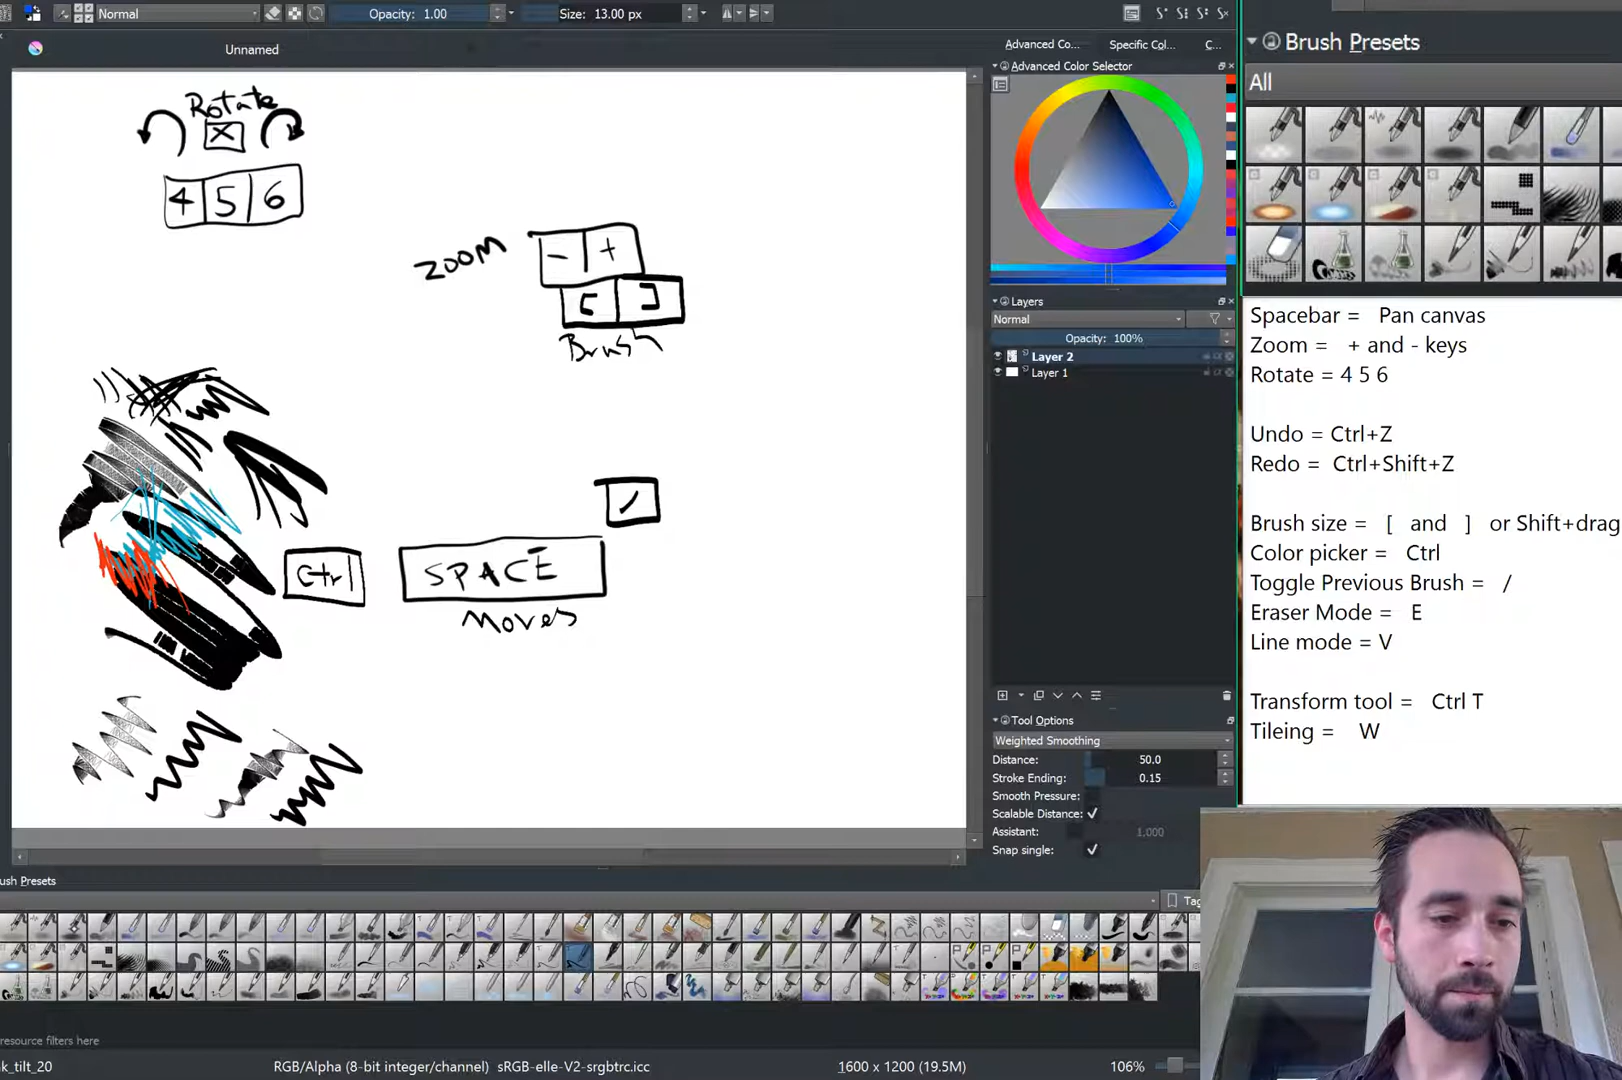 Normal
Opacity: 1.00
Size: 13.00 px
Unnamed
Advanced Co...
Specific Col...
C...
Advanced Color Selector
Rotate
X
4 5 6
ZOOM
- +
[ ]
Brush
Ctrl
SPACE
Moves
/
Layers
Normal
Opacity: 100%
Layer 2
Layer 1
Tool Options
Weighted Smoothing
Distance: 50.0
Stroke Ending: 0.15
Smooth Pressure:
Scalable Distance:
Assistant: 1,000
Snap single:
Brush Presets
All
Spacebar = Pan canvas
Zoom = + and - keys
Rotate = 4 5 6
Undo = Ctrl+Z
Redo = Ctrl+Shift+Z
Brush size = [ and ] or Shift+drag
Color picker = Ctrl
Toggle Previous Brush = /
Eraser Mode = E
Line mode = V
Transform tool = Ctrl T
Tileing = W
ush Presets
Tag
resource filters here
k_tilt_20
RGB/Alpha (8-bit integer/channel) sRGB-elle-V2-srgbtrc.icc
1600 x 1200 (19.5M)
106%